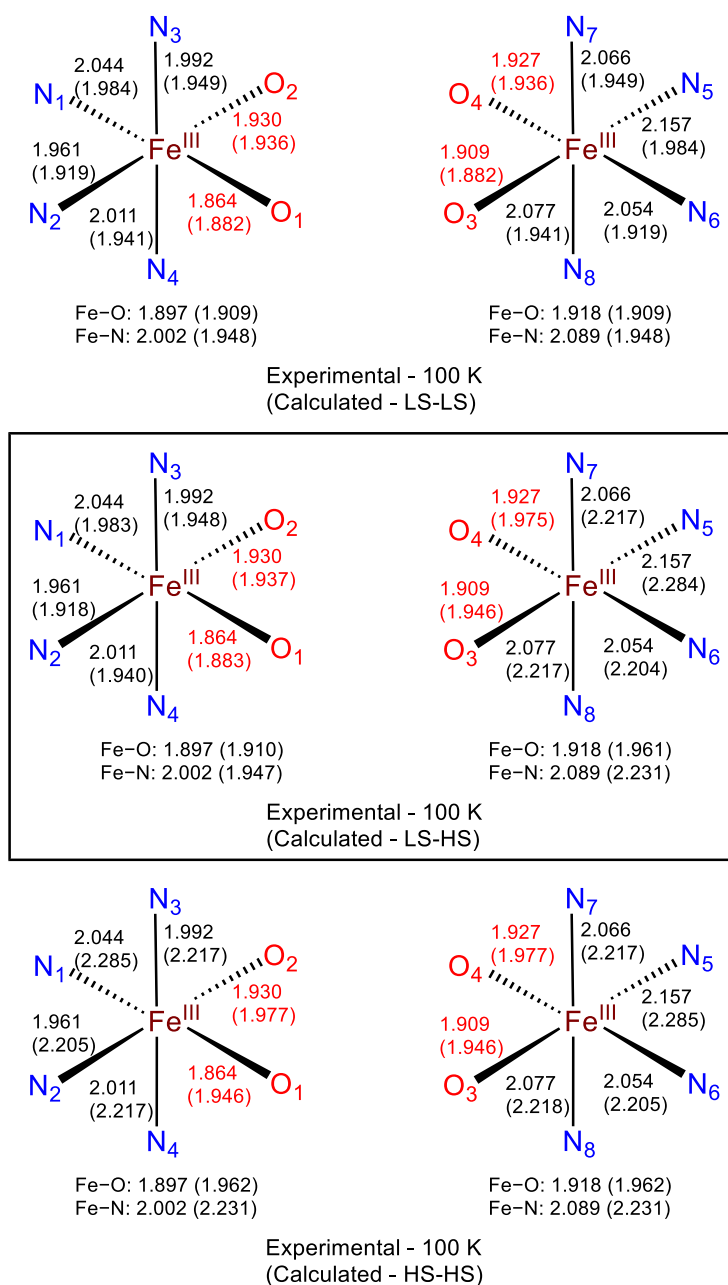 N3 N7
2.044 1.992 1.927 2.066
(1.984) (1.949) (1.936) (1.949)
N1 O2 O4 N5
FeIII FeIII
1.961 1.930 1.909 2.157
(1.919) (1.936) (1.882) (1.984)
N2 2.011 1.864 O1 O3 2.077 2.054 N6
(1.941) (1.882) (1.941) (1.919)
N4 N8
Fe−O: 1.897 (1.909) Fe−O: 1.918 (1.909)
Fe−N: 2.002 (1.948) Fe−N: 2.089 (1.948)
Experimental - 100 K
(Calculated - LS-LS)
N3 N7
2.044 1.992 1.927 2.066
(1.983) (1.948) (1.975) (2.217)
N1 O2 O4 N5
FeIII FeIII
1.961 1.930 1.909 2.157
(1.918) (1.937) (1.946) (2.284)
N2 2.011 1.864 O1 O3 2.077 2.054 N6
(1.940) (1.883) (2.217) (2.204)
N4 N8
Fe−O: 1.897 (1.910) Fe−O: 1.918 (1.961)
Fe−N: 2.002 (1.947) Fe−N: 2.089 (2.231)
Experimental - 100 K
(Calculated - LS-HS)
N3 N7
2.044 1.992 1.927 2.066
(2.285) (2.217) (1.977) (2.217)
N1 O2 O4 N5
FeIII FeIII
1.961 1.930 1.909 2.157
(2.205) (1.977) (1.946) (2.285)
N2 2.011 1.864 O1 O3 2.077 2.054 N6
(2.217) (1.946) (2.218) (2.205)
N4 N8
Fe−O: 1.897 (1.962) Fe−O: 1.918 (1.962)
Fe−N: 2.002 (2.231) Fe−N: 2.089 (2.231)
Experimental - 100 K
(Calculated - HS-HS)